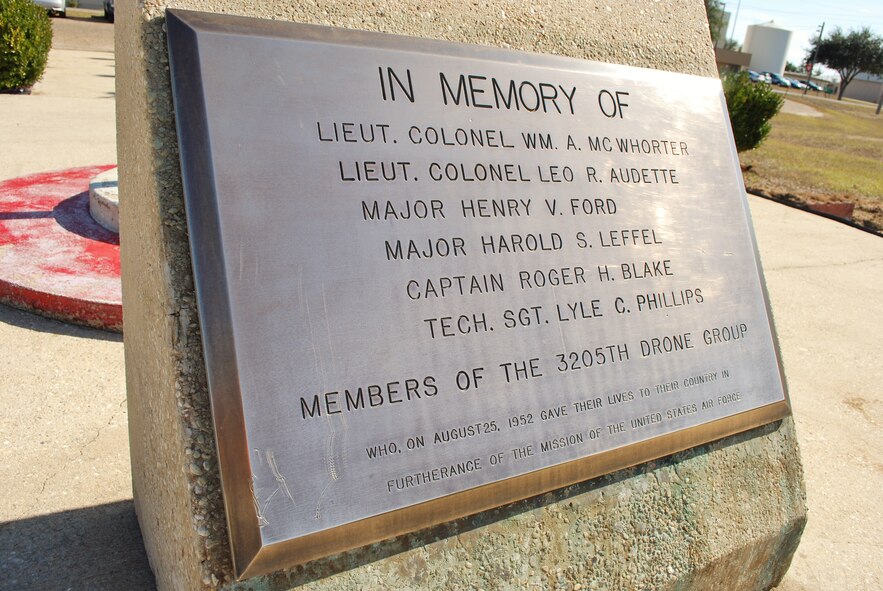 IN MEMORY OF
LIEUT. COLONEL WM. A. MC WHORTER
LIEUT. COLONEL LEO R. AUDETTE
MAJOR HENRY V. FORD
MAJOR HAROLD S. LEFFEL
CAPTAIN ROGER H. BLAKE
TECH. SGT. LYLE C. PHILLIPS
MEMBERS OF THE 3205TH DRONE GROUP
WHO, ON AUGUST 25, 1952 GAVE THEIR LIVES TO THEIR COUNTRY IN
FURTHERANCE OF THE MISSION OF THE UNITED STATES AIR FORCE